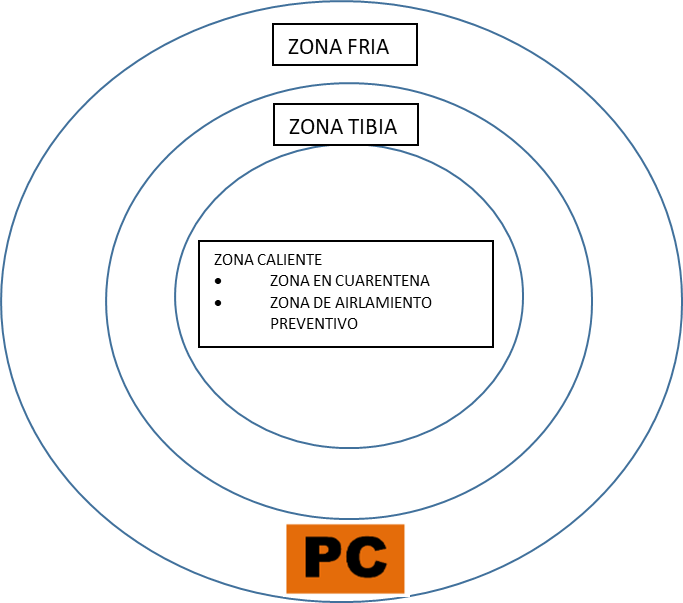 ZONA FRIA
ZONA TIBIA
ZONA CALIENTE
• ZONA EN CUARENTENA
• ZONA DE AIRLAMIENTO
PREVENTIVO
PC